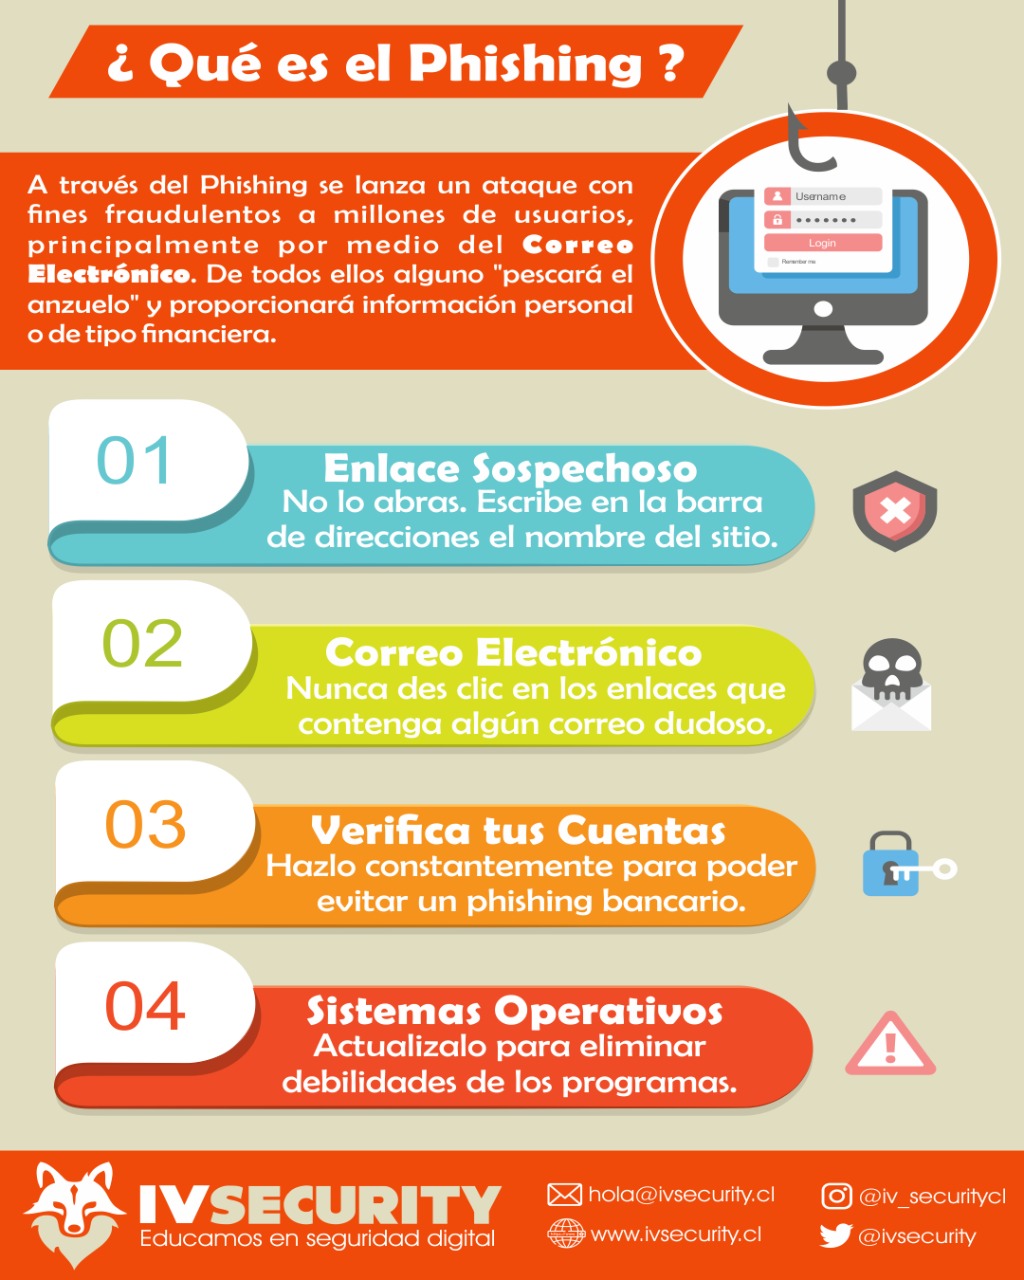 ¿ Qué es el Phishing ?
A través del Phishing se lanza un ataque con
fines fraudulentos a millones de usuarios,
principalmente por medio del Correo
Electrónico. De todos ellos alguno "pescará el
anzuelo" y proporcionará información personal
o de tipo financiera.
Username
Login
Remember me
01
Enlace Sospechoso
No lo abras. Escribe en la barra
de direcciones el nombre del sitio.
02
Correo Electrónico
Nunca des clic en los enlaces que
contenga algún correo dudoso.
03
Verifica tus Cuentas
Hazlo constantemente para poder
evitar un phishing bancario.
04
Sistemas Operativos
Actualizalo para eliminar
debilidades de los programas.
IVSECURITY
Educamos en seguridad digital
hola@ivsecurity.cl
www.ivsecurity.cl
@iv_securitycl
@ivsecurity